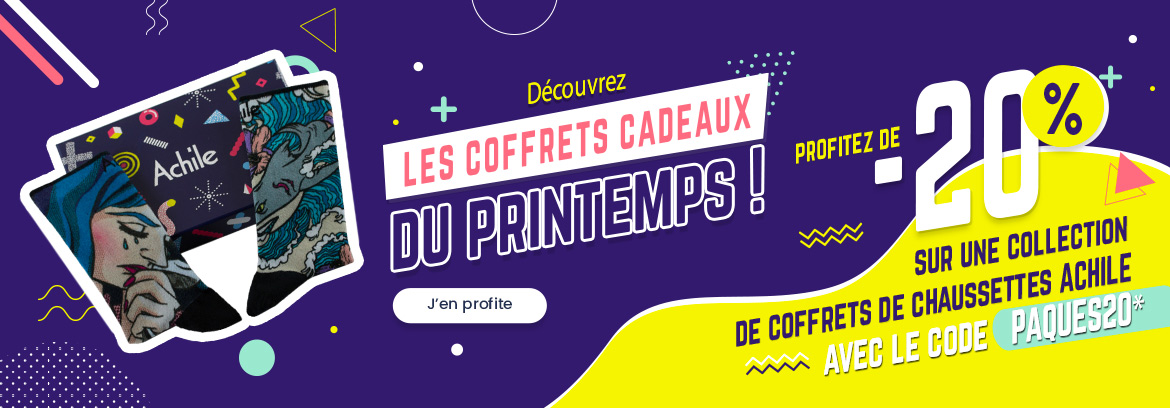 Achile
Découvrez
LES COFFRETS CADEAUX
DU PRINTEMPS !
J'en profite
PROFITEZ DE
-20%
SUR UNE COLLECTION
DE COFFRETS DE CHAUSSETTES ACHILE
AVEC LE CODE PAQUES20*